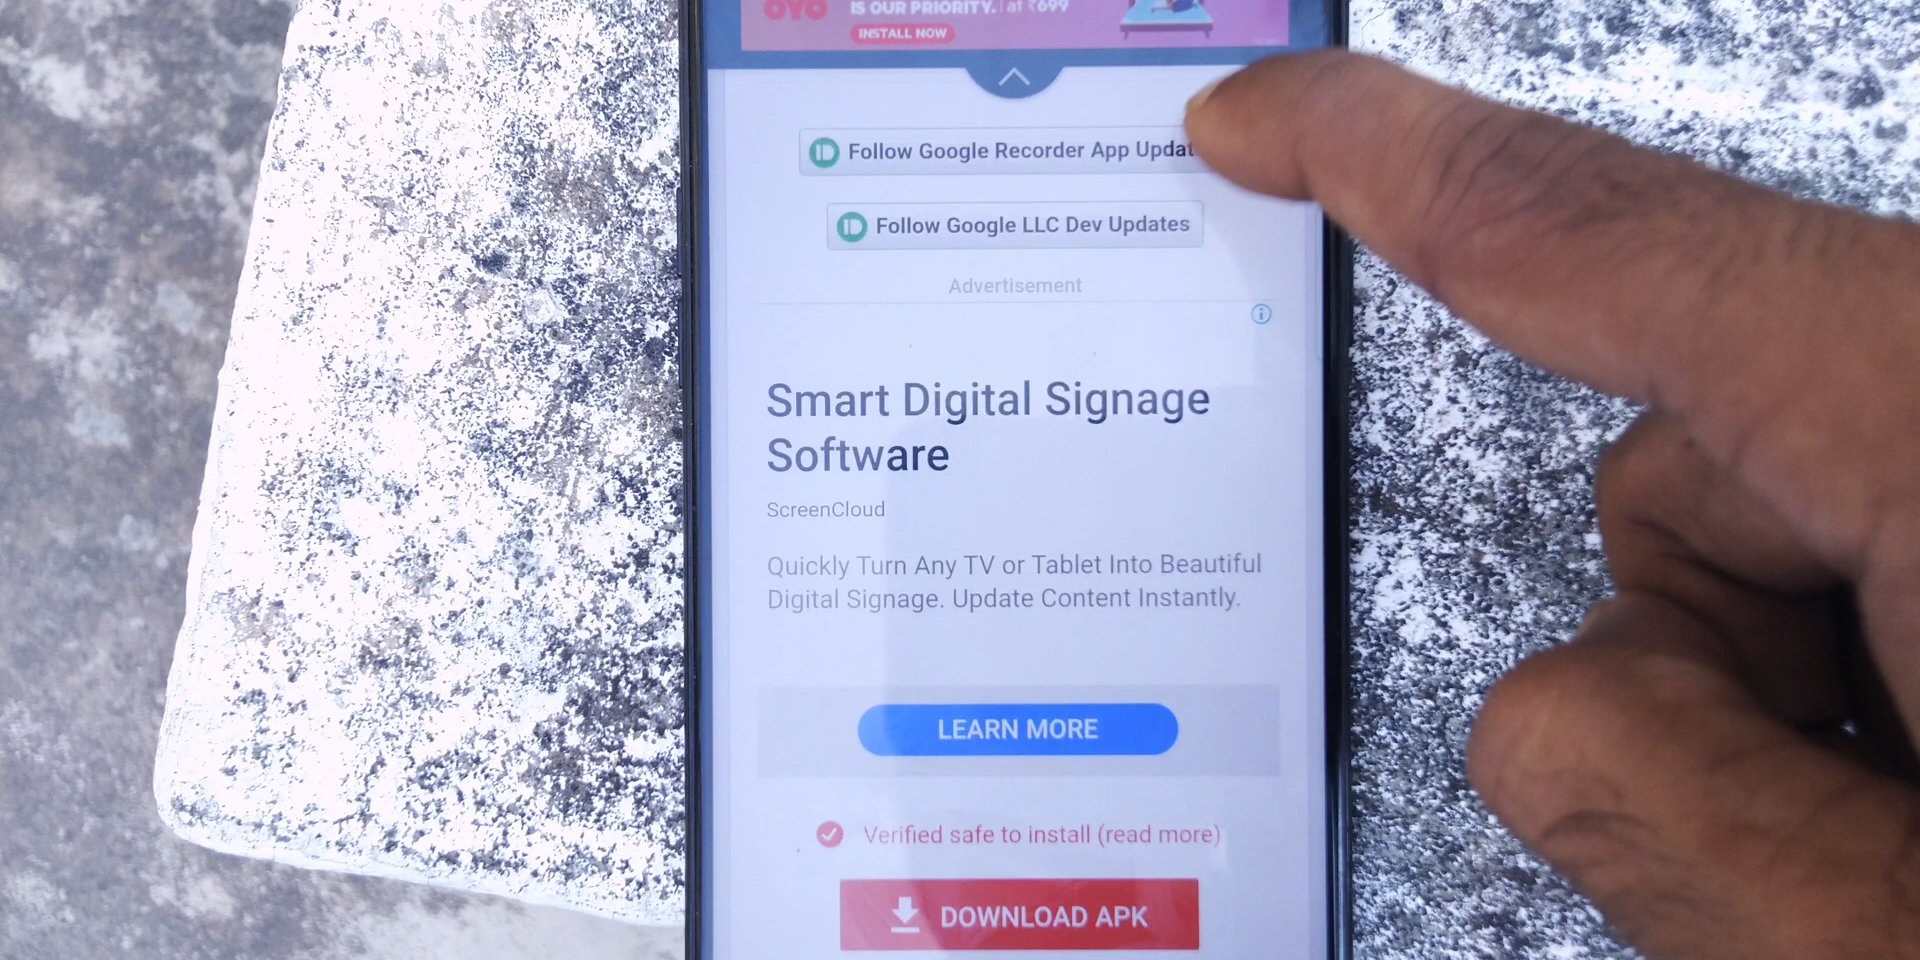 OYO
IS OUR PRIORITY. | at ₹699
INSTALL NOW
Follow Google Recorder App Updat
Follow Google LLC Dev Updates
Advertisement
Smart Digital Signage
Software
ScreenCloud
Quickly Turn Any TV or Tablet Into Beautiful
Digital Signage. Update Content Instantly.
LEARN MORE
Verified safe to install (read more)
DOWNLOAD APK